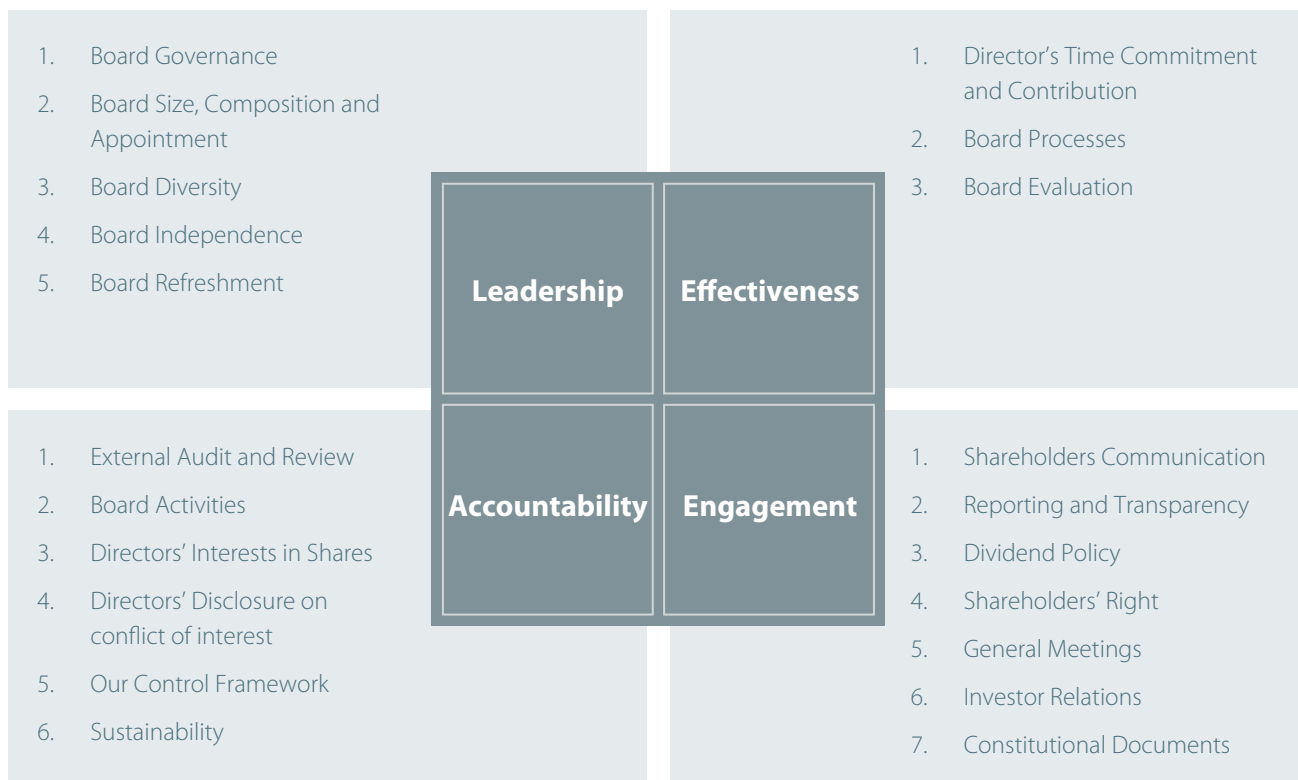 1. Board Governance
2. Board Size, Composition and
Appointment
3. Board Diversity
4. Board Independence
5. Board Refreshment
Leadership
1. Director’s Time Commitment
and Contribution
2. Board Processes
3. Board Evaluation
Effectiveness
1. External Audit and Review
2. Board Activities
3. Directors’ Interests in Shares
4. Directors’ Disclosure on
conflict of interest
5. Our Control Framework
6. Sustainability
Accountability
Engagement
1. Shareholders Communication
2. Reporting and Transparency
3. Dividend Policy
4. Shareholders’ Right
5. General Meetings
6. Investor Relations
7. Constitutional Documents